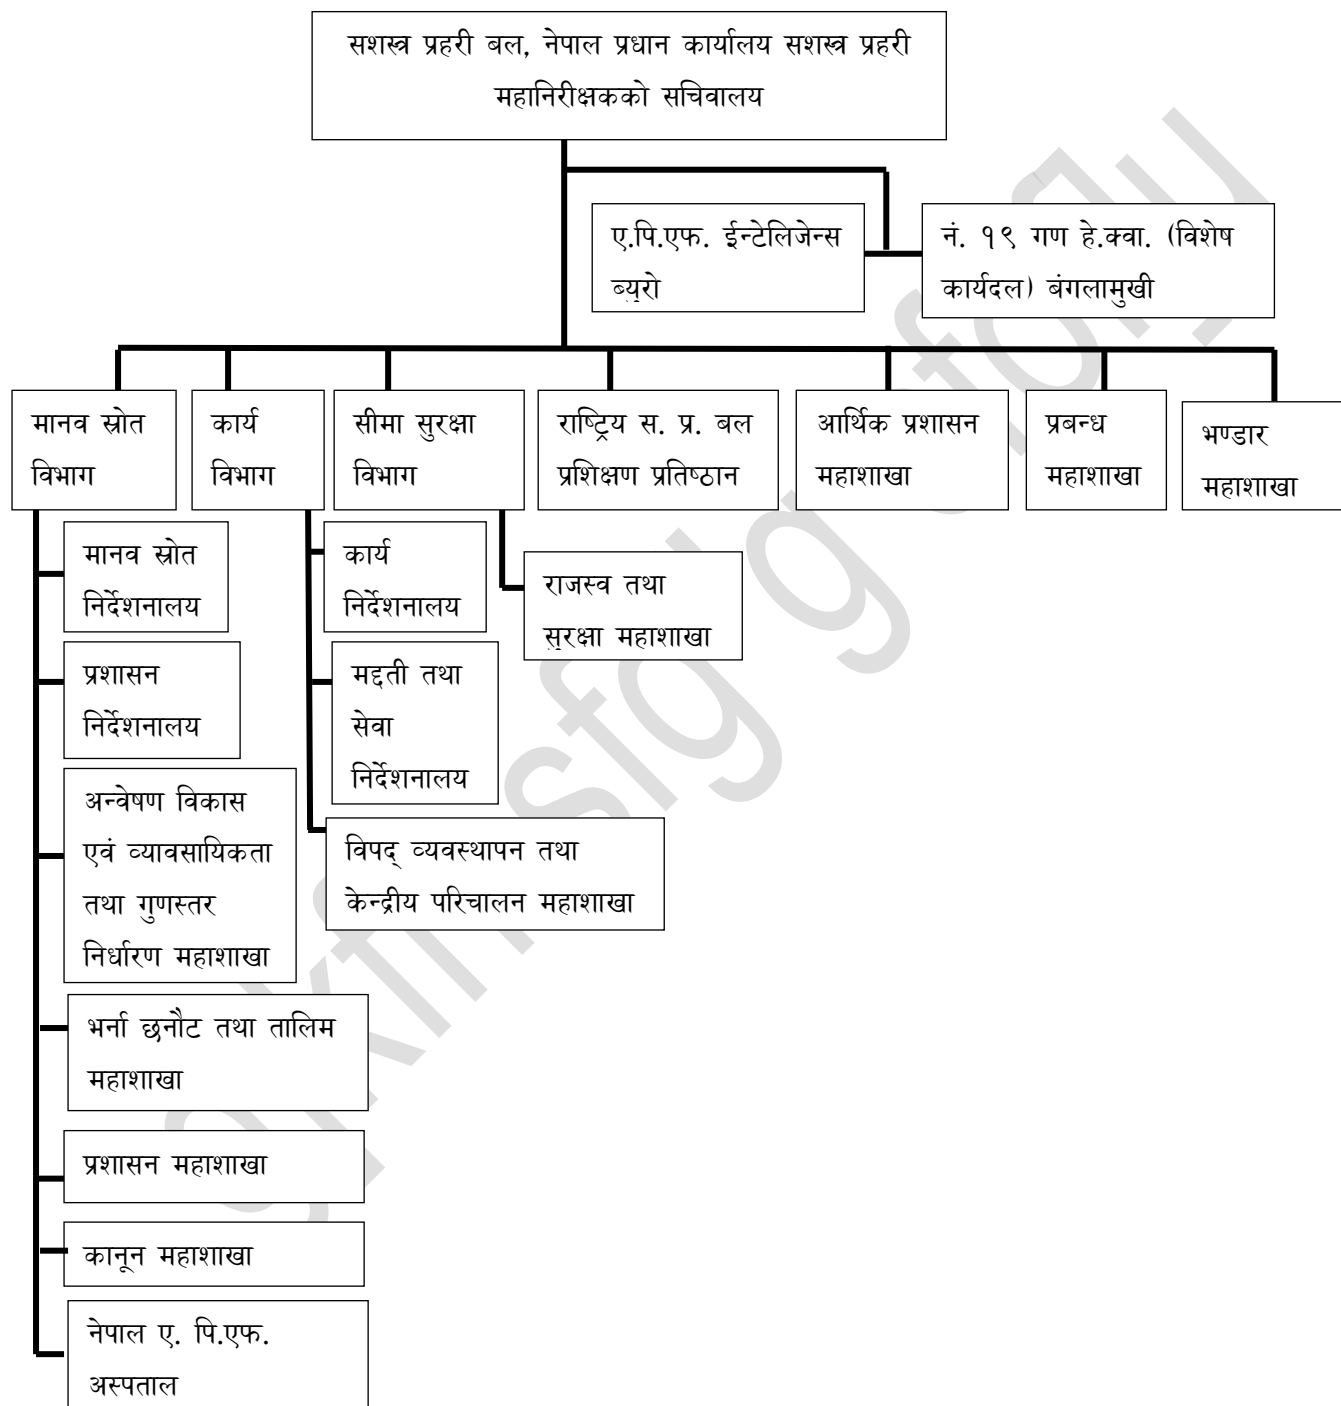 सशस्त्र प्रहरी बल, नेपाल प्रधान कार्यालय सशस्त्र प्रहरी
महानिरीक्षकको सचिवालय
ए.पि.एफ. ईन्टेलिजेन्स
ब्युरो
नं. १९ गण हे.क्वा. (विशेष
कार्यदल) बंगलामुखी
मानव स्रोत
विभाग
कार्य
विभाग
सीमा सुरक्षा
विभाग
राष्ट्रिय स. प्र. बल
प्रशिक्षण प्रतिष्ठान
आर्थिक प्रशासन
महाशाखा
प्रबन्ध
महाशाखा
भण्डार
महाशाखा
मानव स्रोत
निर्देशनालय
प्रशासन
निर्देशनालय
अन्वेषण विकास
एवं व्यावसायिकता
तथा गुणस्तर
निर्धारण महाशाखा
भर्ना छनौट तथा तालिम
महाशाखा
प्रशासन महाशाखा
कानून महाशाखा
नेपाल ए. पि.एफ.
अस्पताल
कार्य
निर्देशनालय
मद्दती तथा
सेवा
निर्देशनालय
विपद् व्यवस्थापन तथा
केन्द्रीय परिचालन महाशाखा
राजस्व तथा
सुरक्षा महाशाखा